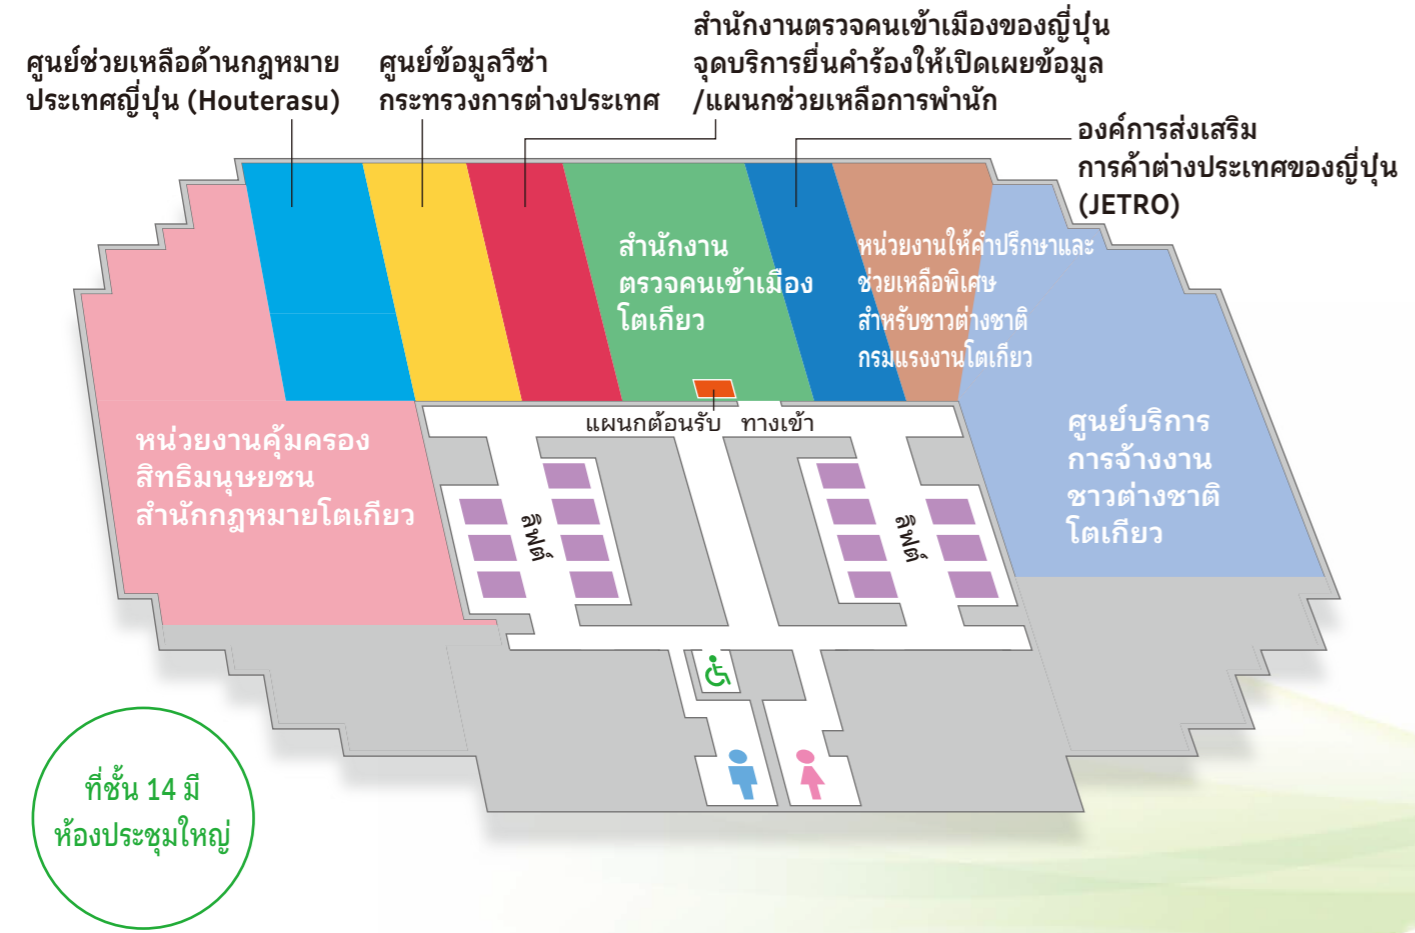 สำนักงานตรวจคนเข้าเมืองของญี่ปุ่น
จุดบริการยื่นคำร้องให้เปิดเผยข้อมูล
/แผนกช่วยเหลือการพำนัก
ศูนย์ช่วยเหลือด้านกฎหมาย
ประเทศญี่ปุ่น (Houterasu)
ศูนย์ข้อมูลวีซ่า
กระทรวงการต่างประเทศ
องค์การส่งเสริม
การค้าต่างประเทศของญี่ปุ่น
(JETRO)
สำนักงาน
ตรวจคนเข้าเมือง
โตเกียว
หน่วยงานให้คำปรึกษาและ
ช่วยเหลือพิเศษ
สำหรับชาวต่างชาติ
กรมแรงงานโตเกียว
แผนกต้อนรับ
ทางเข้า
หน่วยงานคุ้มครอง
สิทธิมนุษยชน
สำนักกฎหมายโตเกียว
ศูนย์บริการ
การจ้างงาน
ชาวต่างชาติ
โตเกียว
ลิฟต์
ลิฟต์
ที่ชั้น 14 มี
ห้องประชุมใหญ่